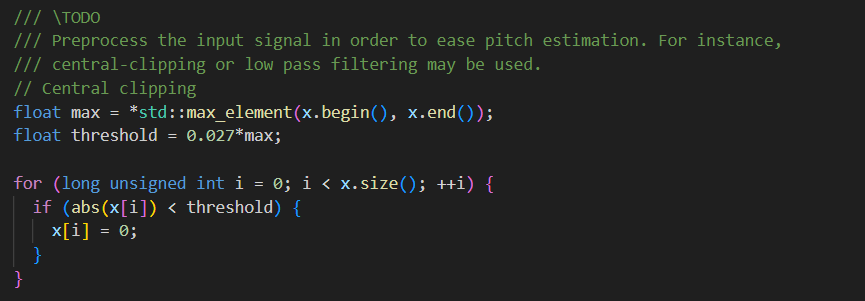 /// \TODO
/// Preprocess the input signal in order to ease pitch estimation. For instance,
/// central-clipping or low pass filtering may be used.
// Central clipping
float max = *std::max_element(x.begin(), x.end());
float threshold = 0.027*max;
for (long unsigned int i = 0; i < x.size(); ++i) {
if (abs(x[i]) < threshold) {
x[i] = 0;
}
}